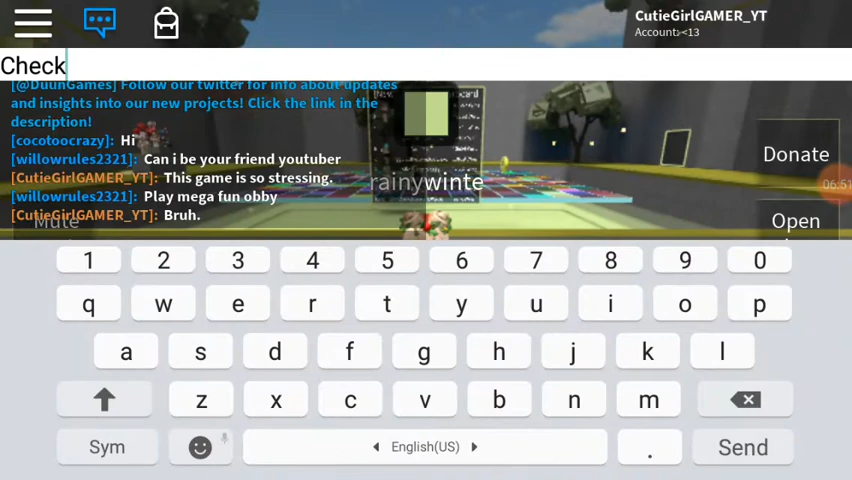 CutieGirlGAMER_YT
Account: <13
Check
[@DuunGames] Follow our twitter for info about updates
and insights into our new projects! Click the link in the
description!
[cocotoocrazy]: Hi
[willowrules2321]: Can i be your friend youtuber
[CutieGirlGAMER_YT]: This game is so stressing.
[willowrules2321]: Play mega fun obby
[CutieGirlGAMER_YT]: Bruh.
rainywinte
Donate
06:51
Mute
Open
1 2 3 4 5 6 7 8 9 0
q w e r t y u i o p
a s d f g h j k l
z x c v b n m
Sym
English(US)
.
Send